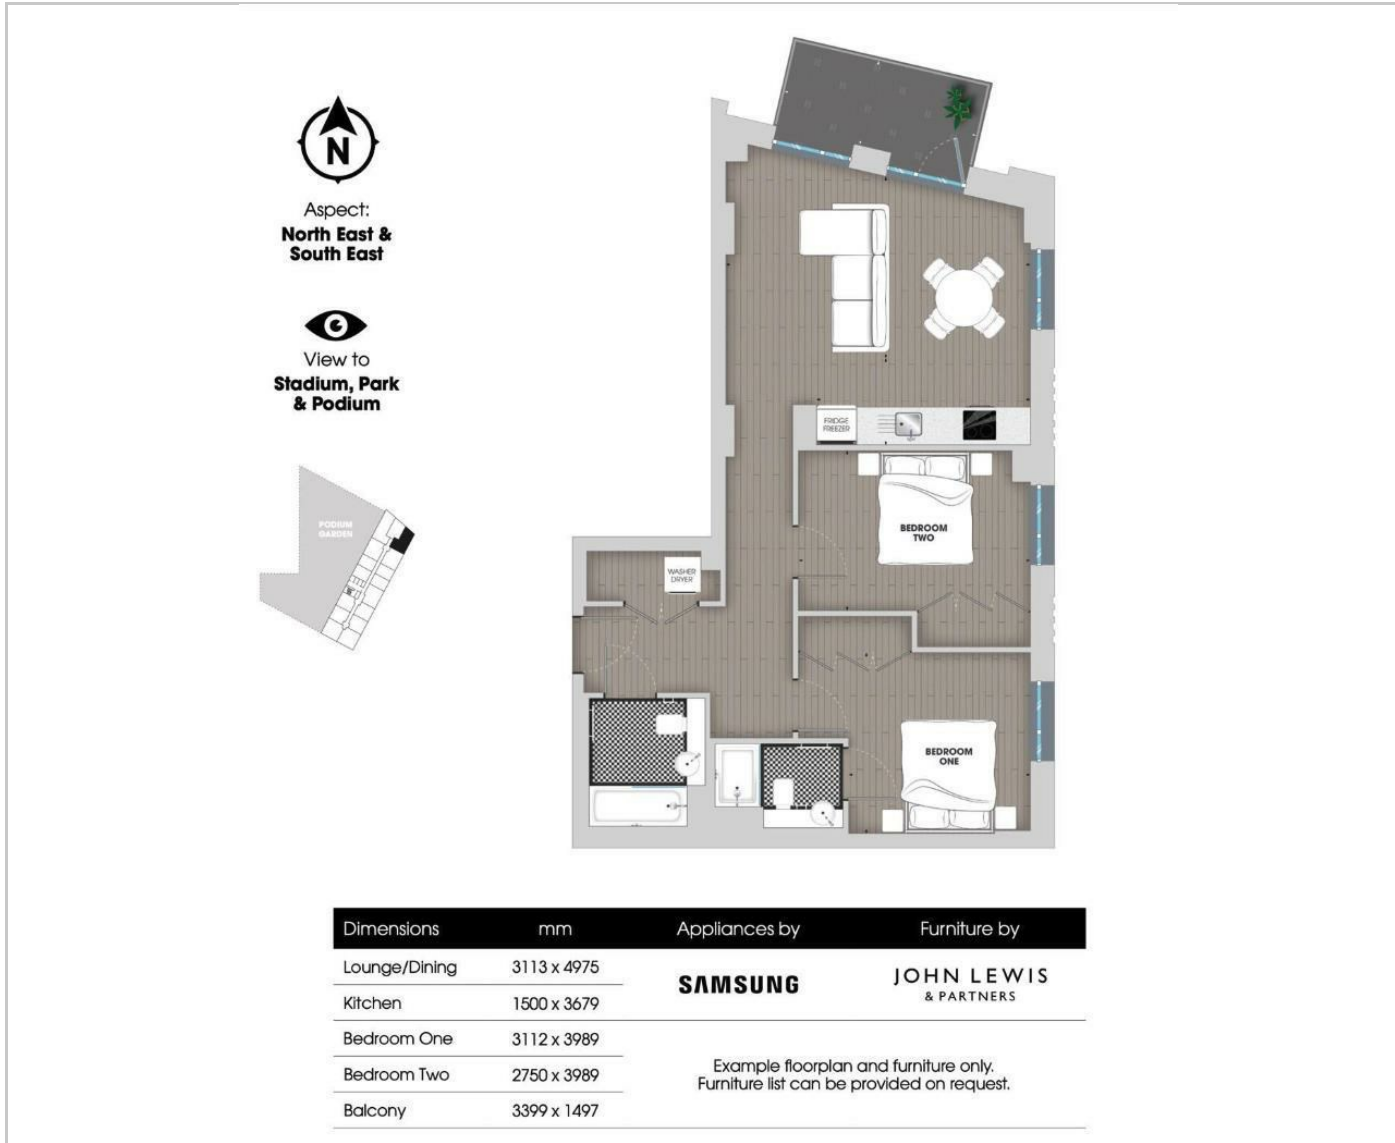 N
Aspect:
North East &
South East
View to
Stadium, Park
& Podium
PODIUM
GARDEN
FRIDGE
FREEZER
BEDROOM
TWO
WASHER
DRYER
BEDROOM
ONE
Dimensions mm Appliances by Furniture by
Lounge/Dining 3113 x 4975
SAMSUNG
JOHN LEWIS
& PARTNERS
Kitchen 1500 x 3679
Bedroom One 3112 x 3989
Bedroom Two 2750 x 3989
Balcony 3399 x 1497
Example floorplan and furniture only.
Furniture list can be provided on request.